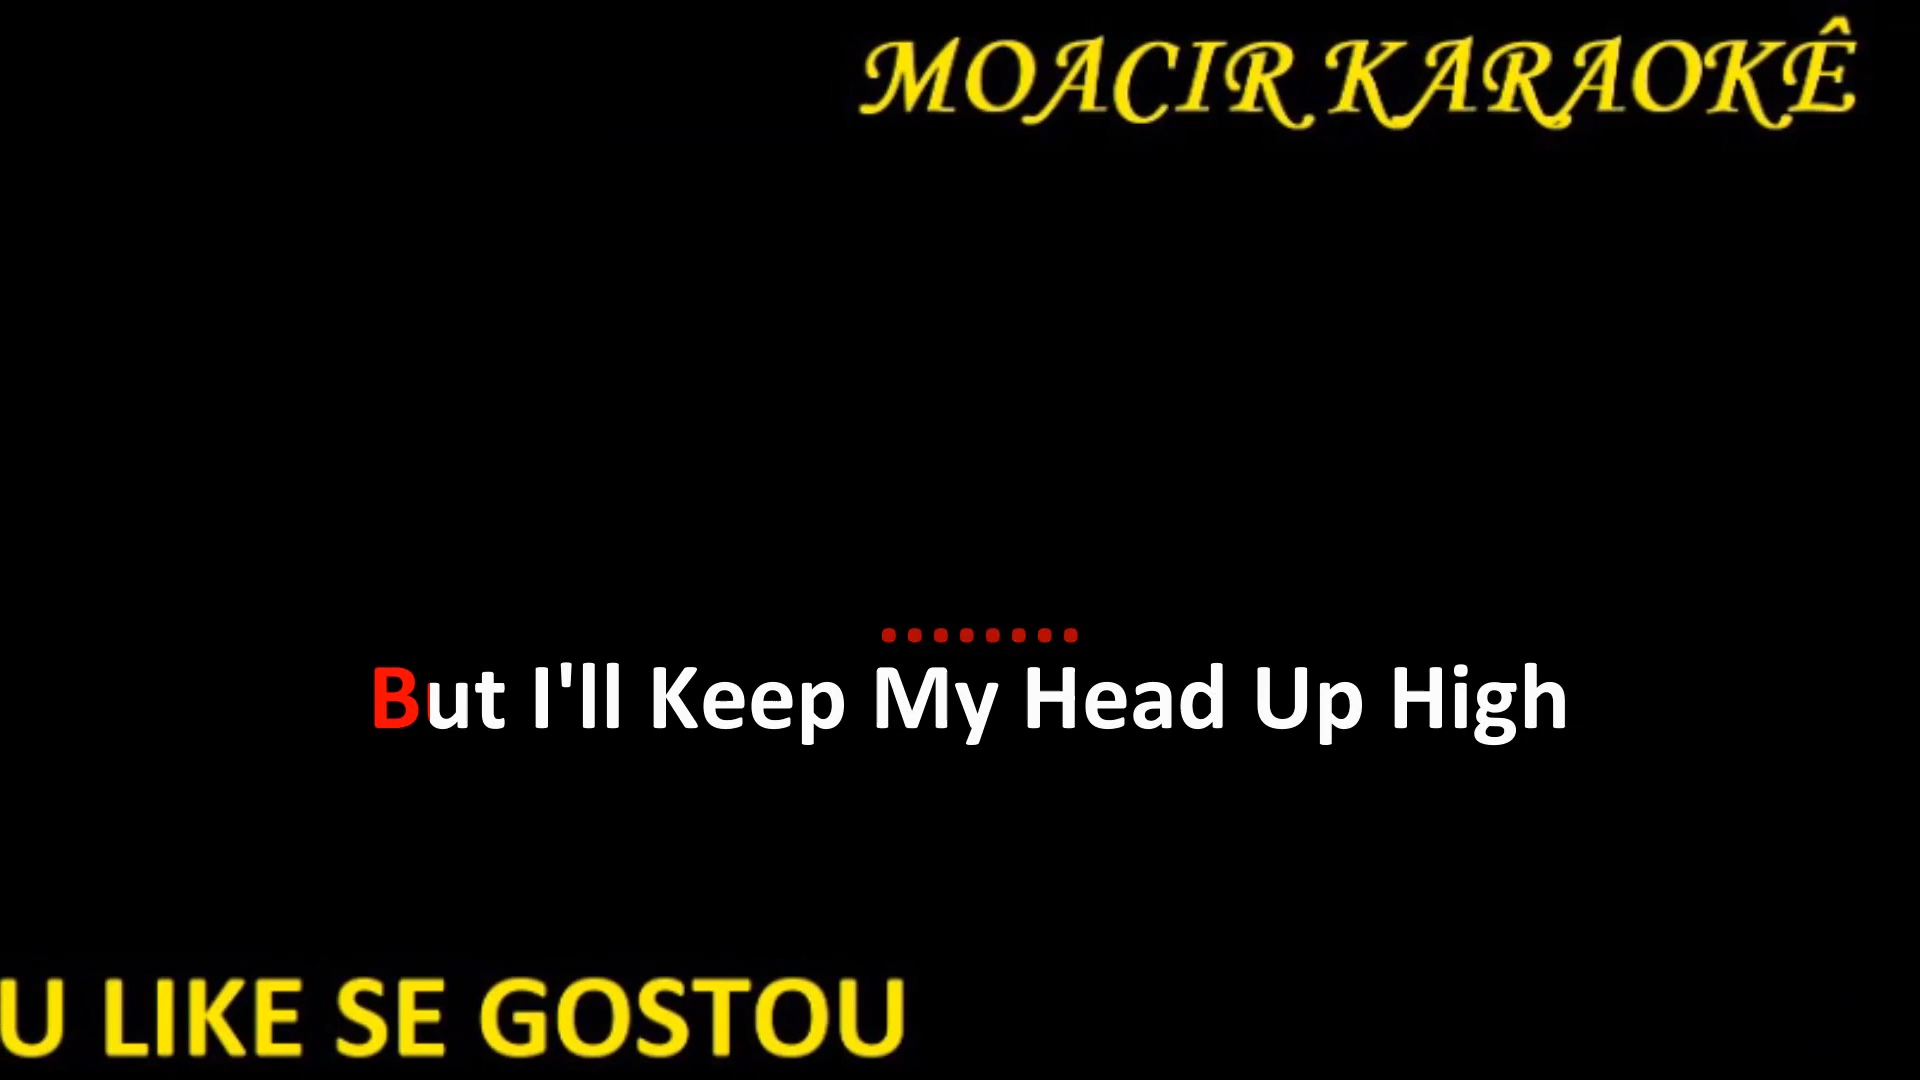 MOACIR KARAOKÊ
........
But I'll Keep My Head Up High
U LIKE SE GOSTOU